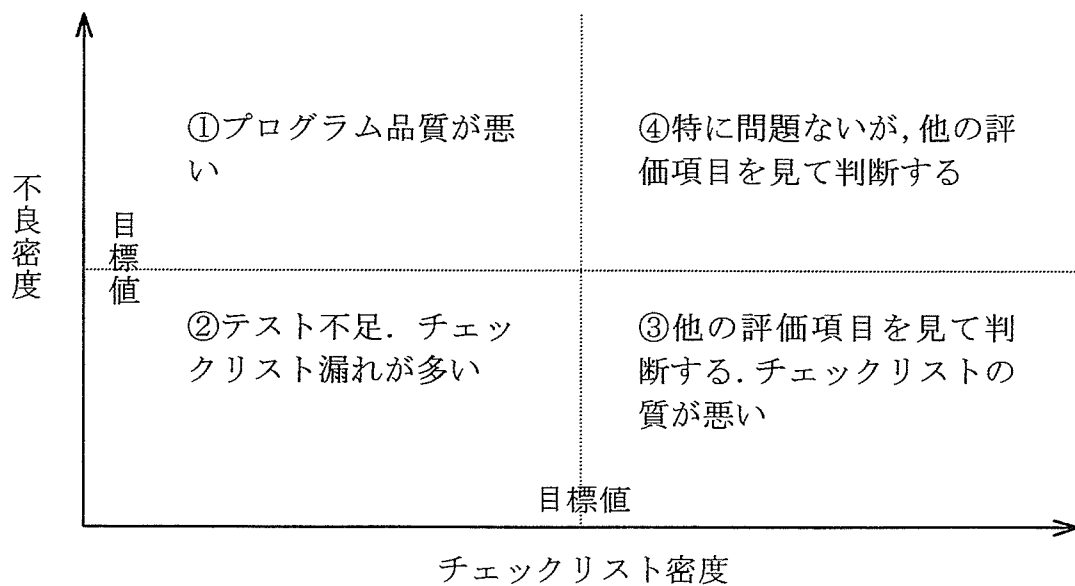 ①プログラム品質が悪
い
④特に問題ないが,他の評
価項目を見て判断する
不良密度
目標値
②テスト不足．チェッ
クリスト漏れが多い
③他の評価項目を見て判
断する.チェックリストの
質が悪い
目標値
チェックリスト密度